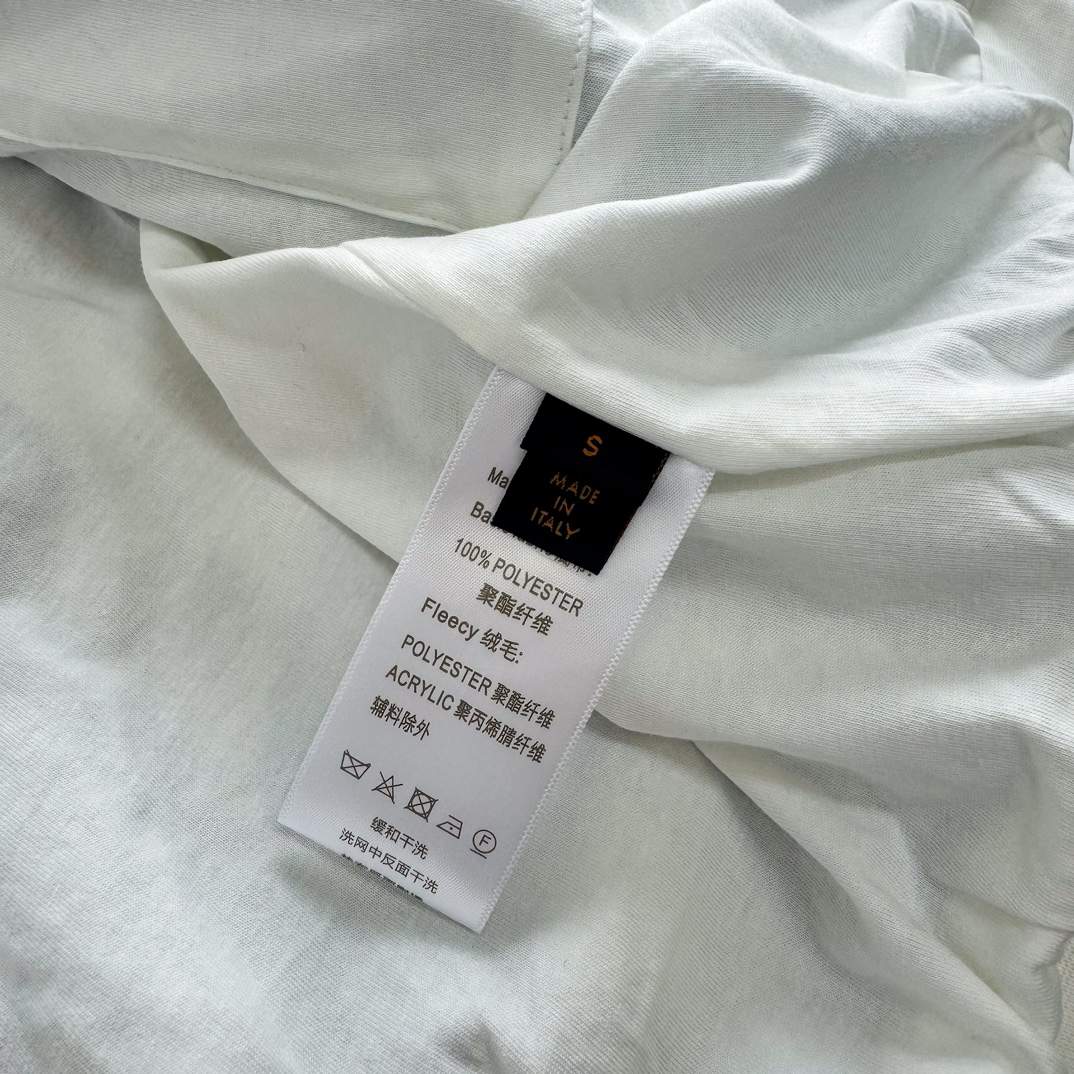 S
MADE
IN
ITALY
100% POLYESTER
聚酯纤维
Fleecy 绒毛:
POLYESTER 聚酯纤维
ACRYLIC 聚丙烯腈纤维
辅料除外
F
缓和干洗
洗网中反面干洗